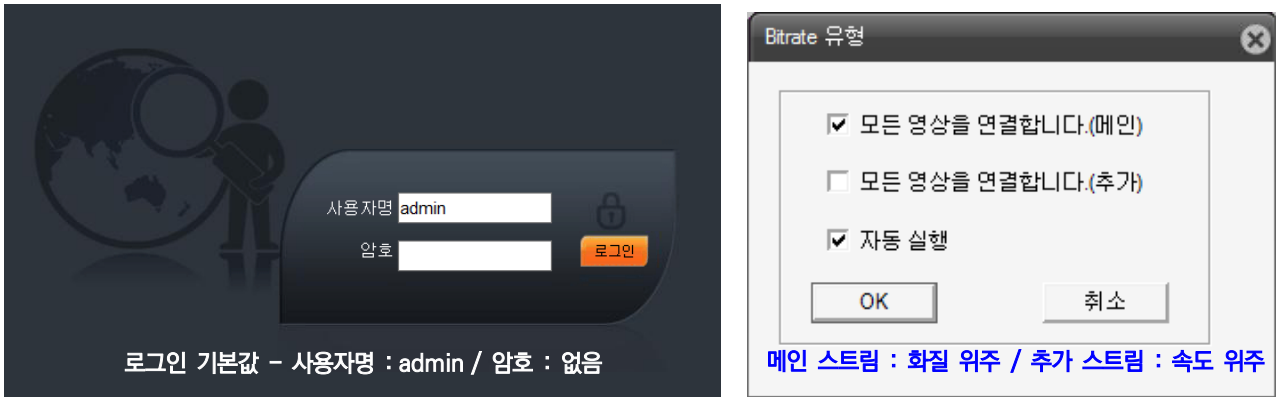 사용자명 admin
암호
로그인
로그인 기본값 - 사용자명 : admin / 암호 : 없음
Bitrate 유형
모든 영상을 연결합니다.(메인)
모든 영상을 연결합니다.(추가)
자동 실행
OK 취소
메인 스트림 : 화질 위주 / 추가 스트림 : 속도 위주